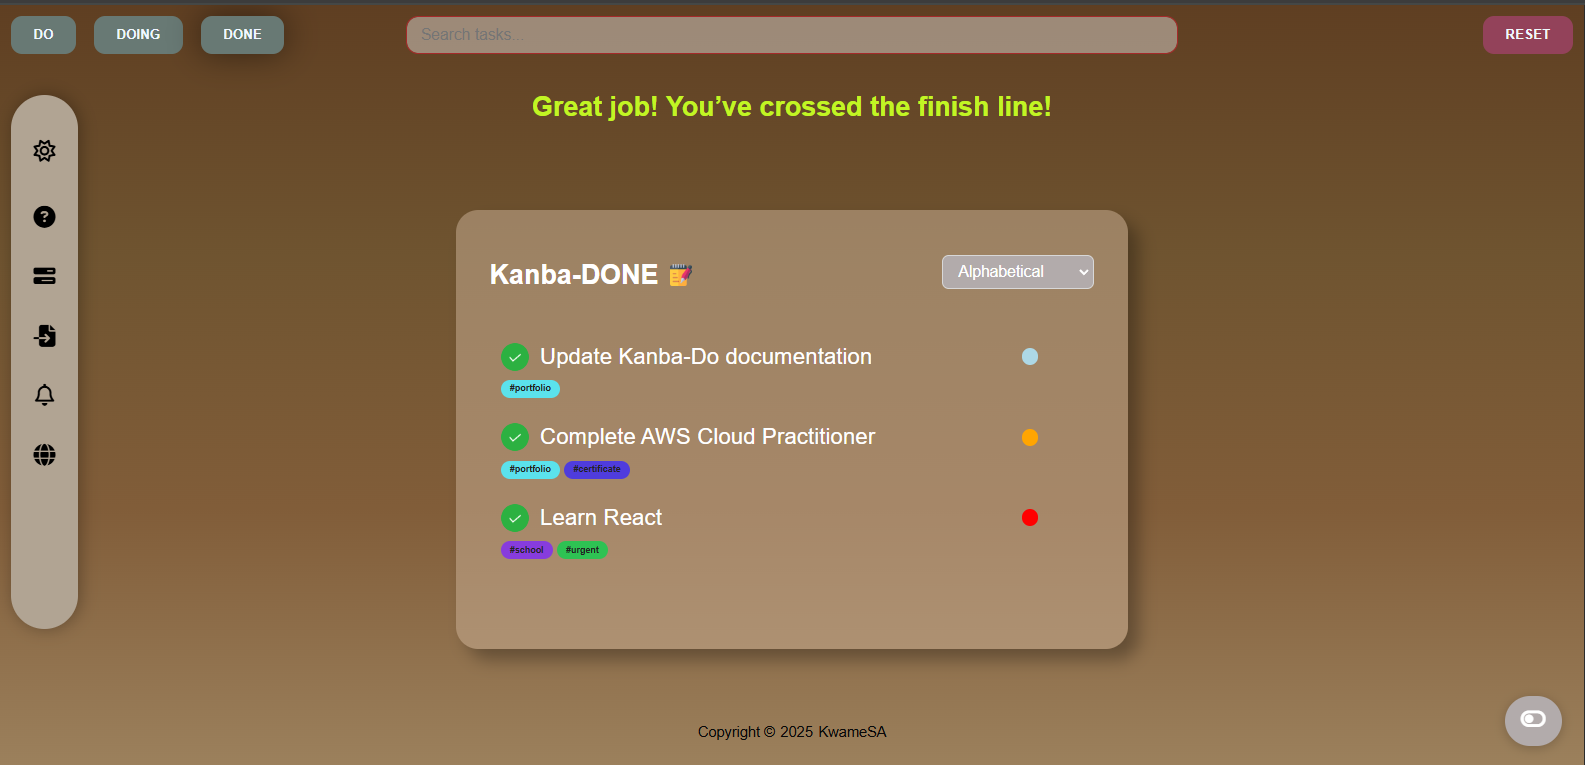 DO
DOING
DONE
Search tasks...
RESET
Great job! You’ve crossed the finish line!
Kanba-DONE
Alphabetical
Update Kanba-Do documentation
#portfolio
Complete AWS Cloud Practitioner
#portfolio #certificate
Learn React
#school #urgent
Copyright © 2025 KwameSA